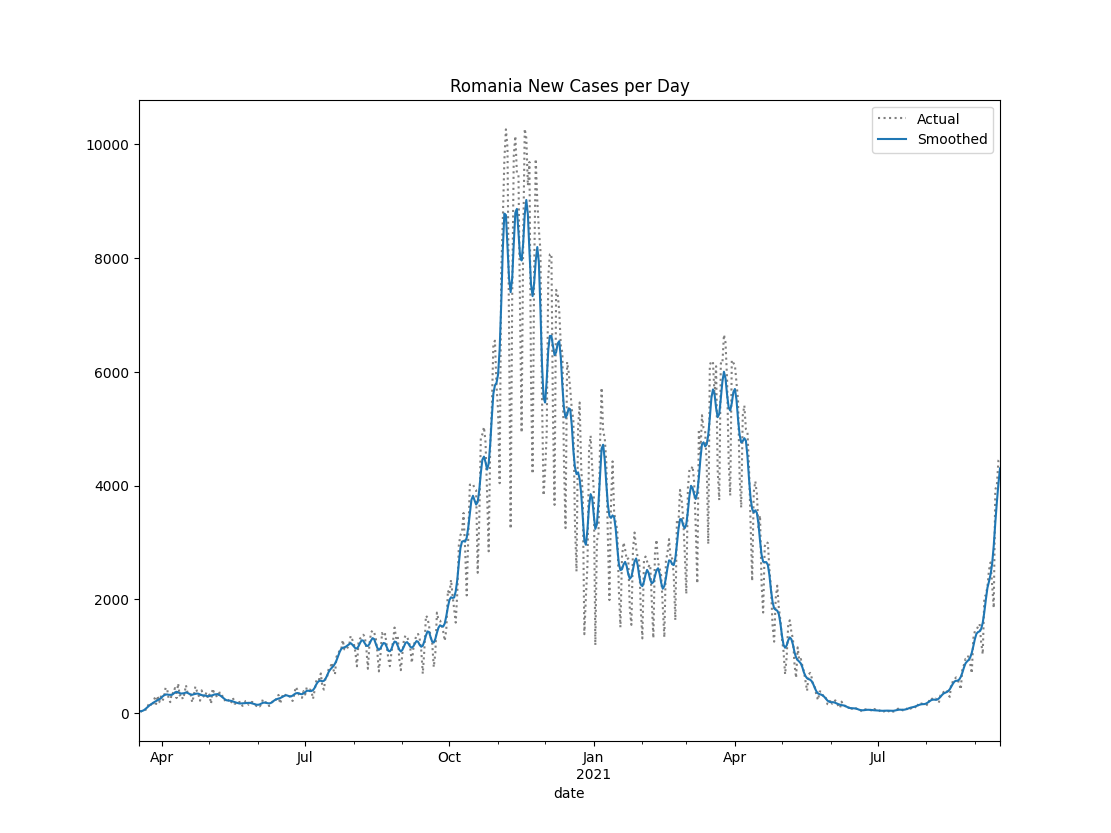 Romania New Cases per Day
Actual
Smoothed
10000
8000
6000
4000
2000
0
Apr
Jul
Oct
Jan
2021
Apr
Jul
date